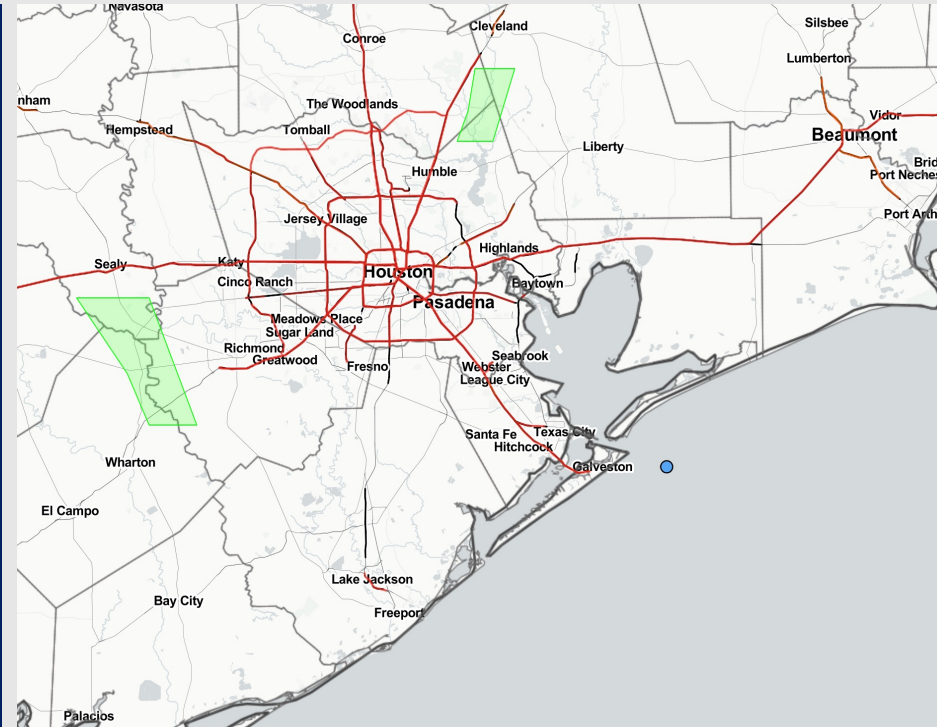 Navasota
Cleveland
Silsbee
Conroe
Lumberton
nham
The Woodlands
Vidor
Hempstead
Tomball
Beaumont
Liberty
Brid
Humble
Port Neches
Port Arth
Jersey Village
Highlands
Sealy
Katy
Houston
Cinco Ranch
Baytown
Pasadena
Meadows Place
Sugar Land
Richmond
Seabrook
Greatwood
Fresno
Webster
League City
Santa Fe
Texas City
Hitchcock
Wharton
Galveston
El Campo
Lake Jackson
Bay City
Freeport
Palacios